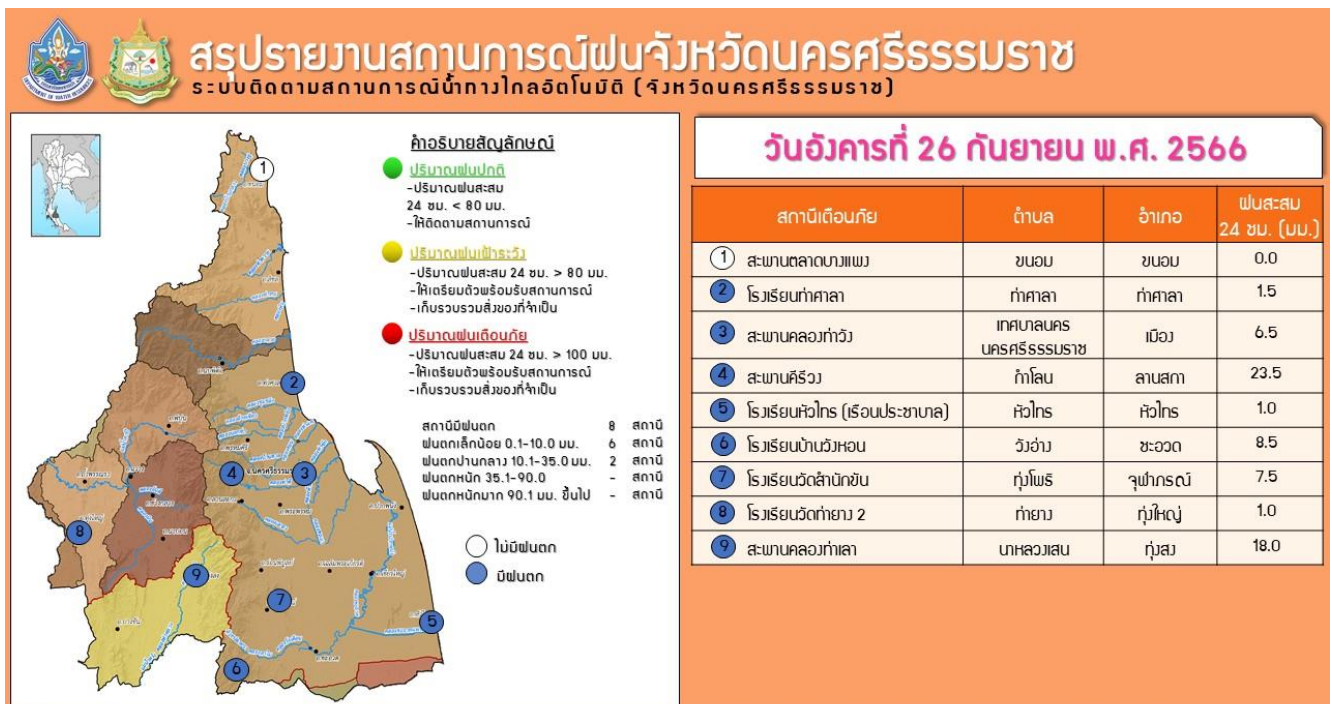 สรุปรายงานสถานการณ์ฝนจังหวัดนครศรีธรรมราช
ระบบติดตามสถานการณ์น้ำทางไกลอัตโนมัติ (จังหวัดนครศรีธรรมราช)
คำอธิบายสัญลักษณ์
ปริมาณฝนปกติ
-ปริมาณฝนสะสม
24 ชม. < 80 มม.
-ให้ติดตามสถานการณ์
ปริมาณฝนเฝ้าระวัง
-ปริมาณฝนสะสม 24 ชม. > 80 มม.
-ให้เตรียมตัวพร้อมรับสถานการณ์
-เก็บรวบรวมสิ่งของที่จำเป็น
ปริมาณฝนเตือนภัย
-ปริมาณฝนสะสม 24 ชม. > 100 มม.
-ให้เตรียมตัวพร้อมรับสถานการณ์
-เก็บรวบรวมสิ่งของที่จำเป็น
สถานีมีฝนตก 8 สถานี
ฝนตกเล็กน้อย 0.1-10.0 มม. 6 สถานี
ฝนตกปานกลาง 10.1-35.0 มม. 2 สถานี
ฝนตกหนัก 35.1-90.0 - สถานี
ฝนตกหนักมาก 90.1 มม. ขึ้นไป - สถานี
ไม่มีฝนตก
มีฝนตก
1
2
4
3
8
9
7
5
6
วันอังคารที่ 26 กันยายน พ.ศ. 2566
สถานีเตือนภัย ตำบล อำเภอ ฝนสะสม
24 ชม. (มม.)
1 สะพานตลาดบางแพง ขนอม ขนอม 0.0
2 โรงเรียนท่าศาลา ท่าศาลา ท่าศาลา 1.5
3 สะพานคลองท่าวัง เทศบาลนคร
นครศรีธรรมราช เมือง 6.5
4 สะพานคีรีวง กำโลน ลานสกา 23.5
5 โรงเรียนหัวไทร (เรือนประชาบาล) หัวไทร หัวไทร 1.0
6 โรงเรียนบ้านวังหอน วังอ่าง ชะอวด 8.5
7 โรงเรียนวัดสำนักขัน ทุ่งโพธิ จุฬาภรณ์ 7.5
8 โรงเรียนวัดท่ายาง 2 ท่ายาง ทุ่งใหญ่ 1.0
9 สะพานคลองท่าเลา นาหลวงเสน ทุ่งสง 18.0